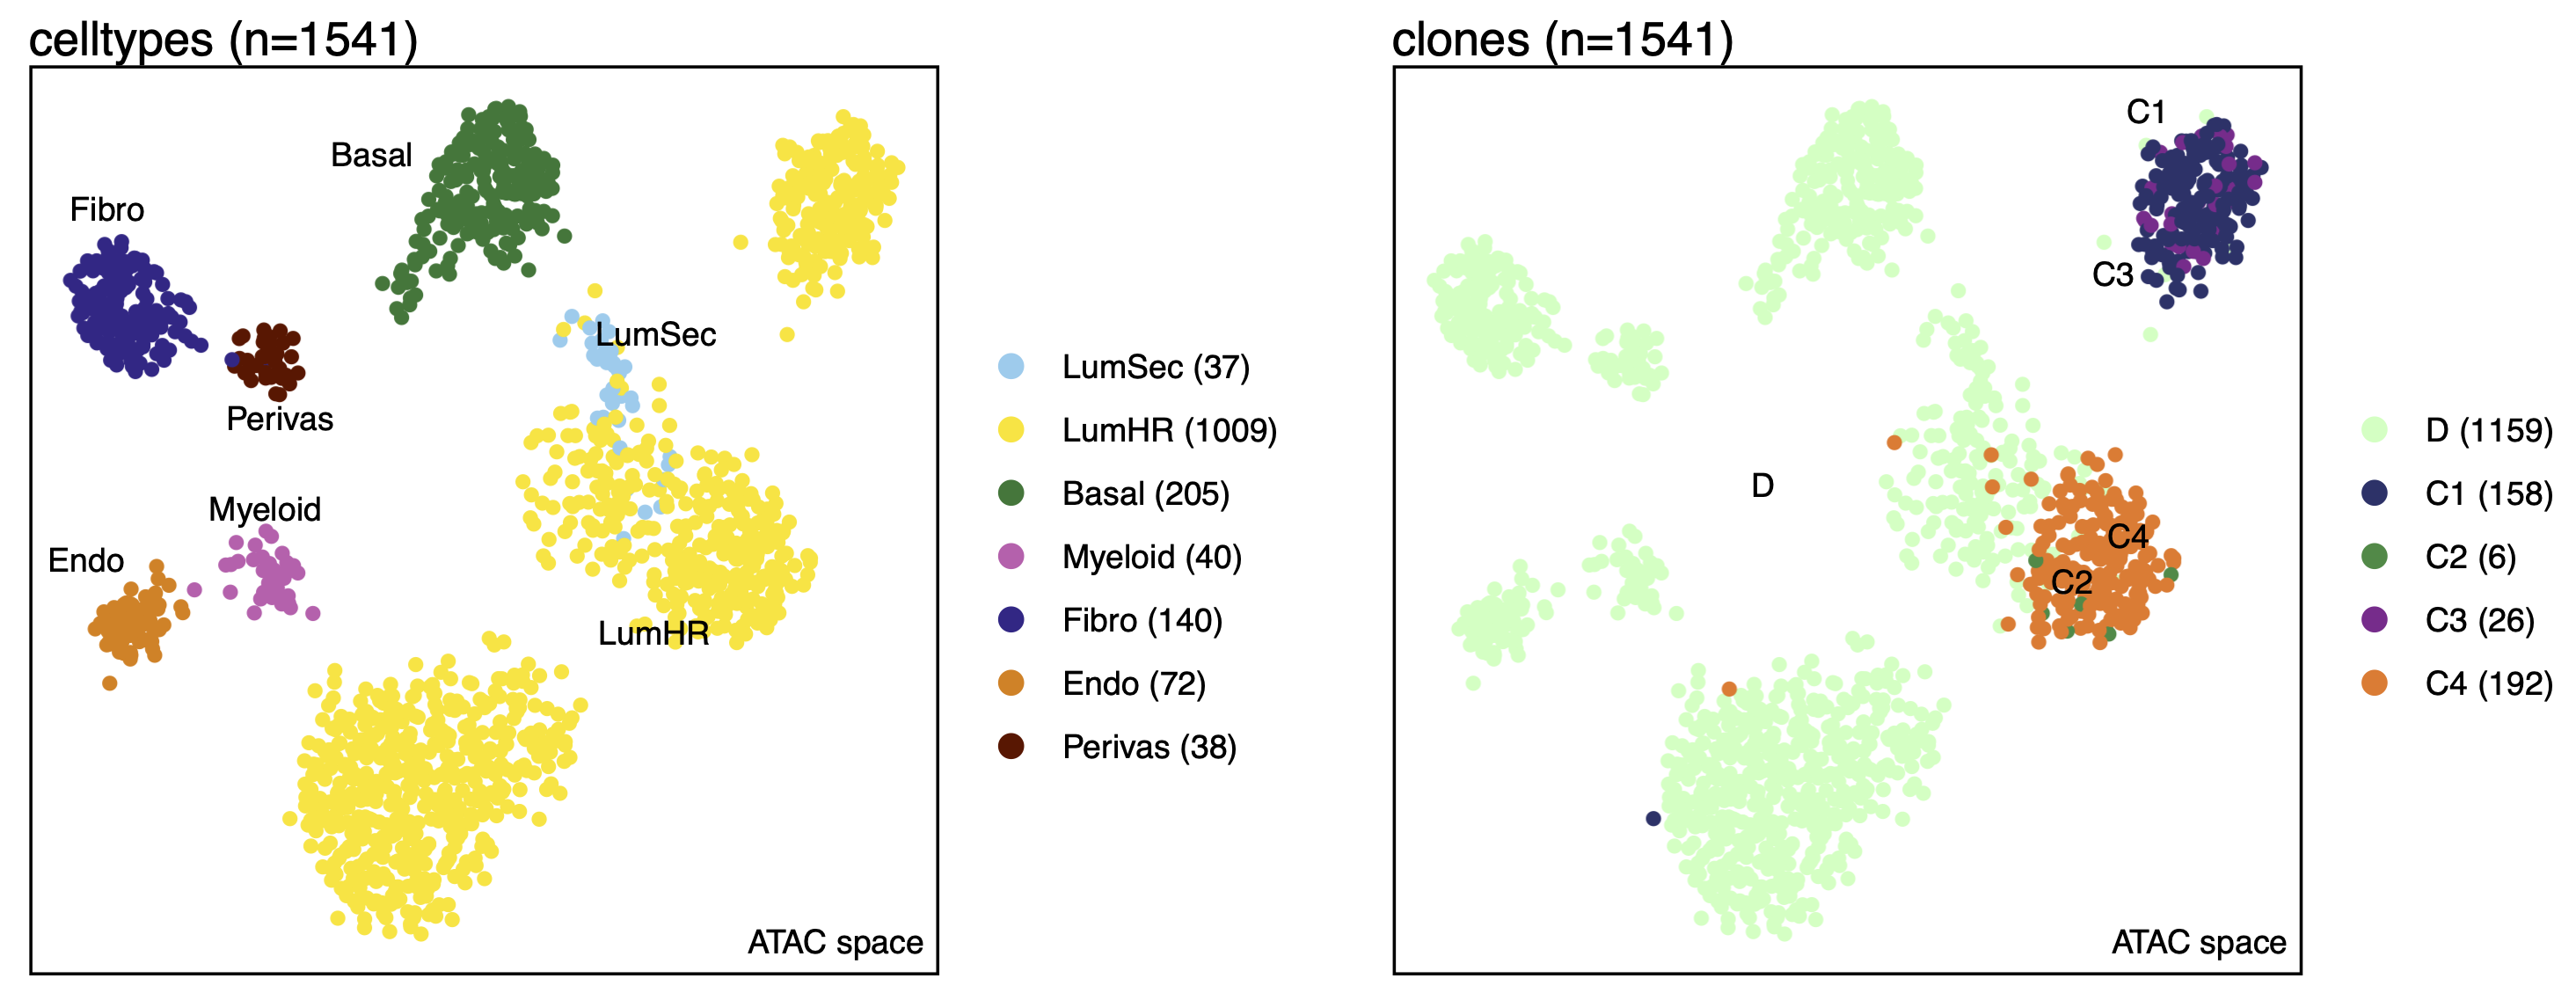 celltypes (n=1541)
Basal
Fibro
LumSec
Perivas
Myeloid
Endo
LumHR
ATAC space
LumSec (37)
LumHR (1009)
Basal (205)
Myeloid (40)
Fibro (140)
Endo (72)
Perivas (38)
clones (n=1541)
C1
C3
D
C4
C2
ATAC space
D (1159)
C1 (158)
C2 (6)
C3 (26)
C4 (192)